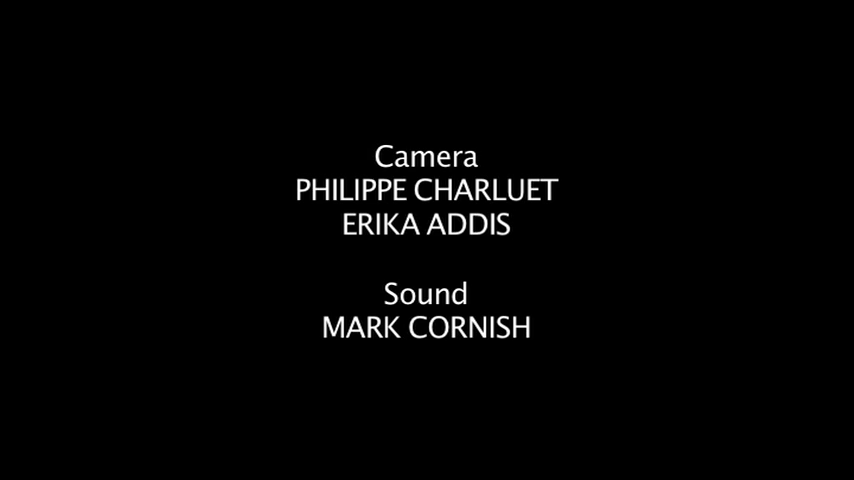 Camera
PHILIPPE CHARLUET
ERIKA ADDIS
Sound
MARK CORNISH